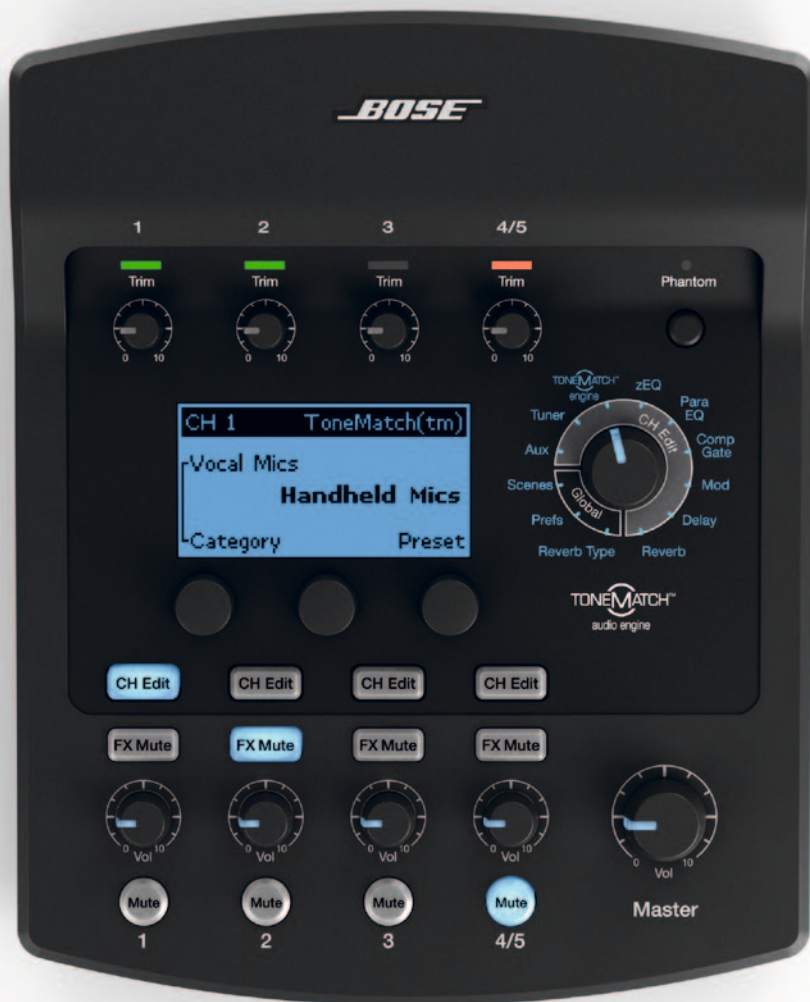 BOSE
1 2 3 4/5
Trim Trim Trim Trim Phantom
0 10 0 10 0 10 0 10
CH 1 ToneMatch(tm)
Vocal Mics
Handheld Mics
Category Preset
TONEMATCH™
engine
zEQ
Para
EQ
Comp
Gate
Mod
Delay
Reverb
Reverb Type
Prefs
Scenes
Aux
Tuner
CH Edit
Global
TONEMATCH™
audio engine
CH Edit CH Edit CH Edit CH Edit
FX Mute FX Mute FX Mute FX Mute
0 10 0 10 0 10 0 10 0 10
Vol Vol Vol Vol Vol
Mute Mute Mute Mute Master
1 2 3 4/5